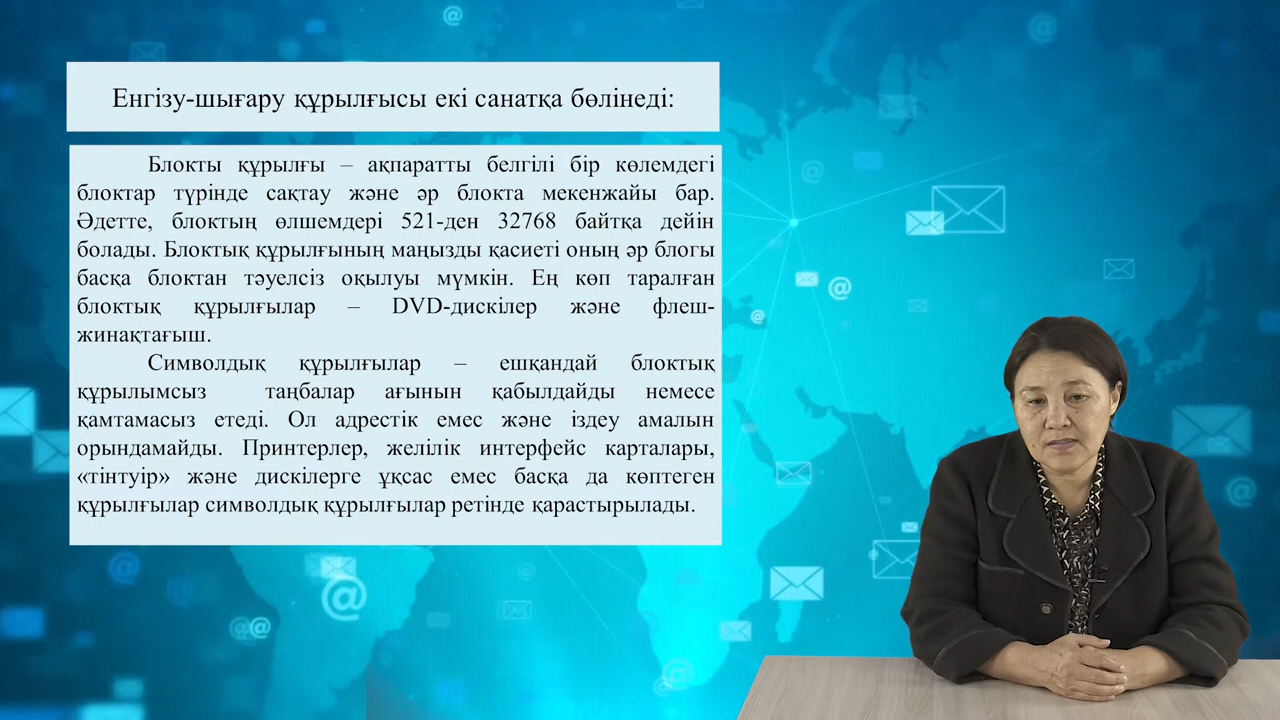 Енгізу-шығару құрылғысы екі санатқа бөлінеді:
Блокты құрылғы – ақпаратты белгілі бір көлемдегі
блоктар түрінде сақтау және әр блокта мекенжайы бар.
Әдетте, блоктың өлшемдері 521-ден 32768 байтқа дейін
болады. Блоктық құрылғының маңызды қасиеті оның әр блогы
басқа блоктан тәуелсіз оқылуы мүмкін. Ең көп таралған
блоктық құрылғылар – DVD-дискілер және флеш-
жинақтағыш.
Символдық құрылғылар – ешқандай блоктық
құрылымсыз таңбалар ағынын қабылдайды немесе
қамтамасыз етеді. Ол адрестік емес және іздеу амалын
орындамайды. Принтерлер, желілік интерфейс карталары,
«тінтуір» және дискілерге ұқсас емес басқа да көптеген
құрылғылар символдық құрылғылар ретінде қарастырылады.